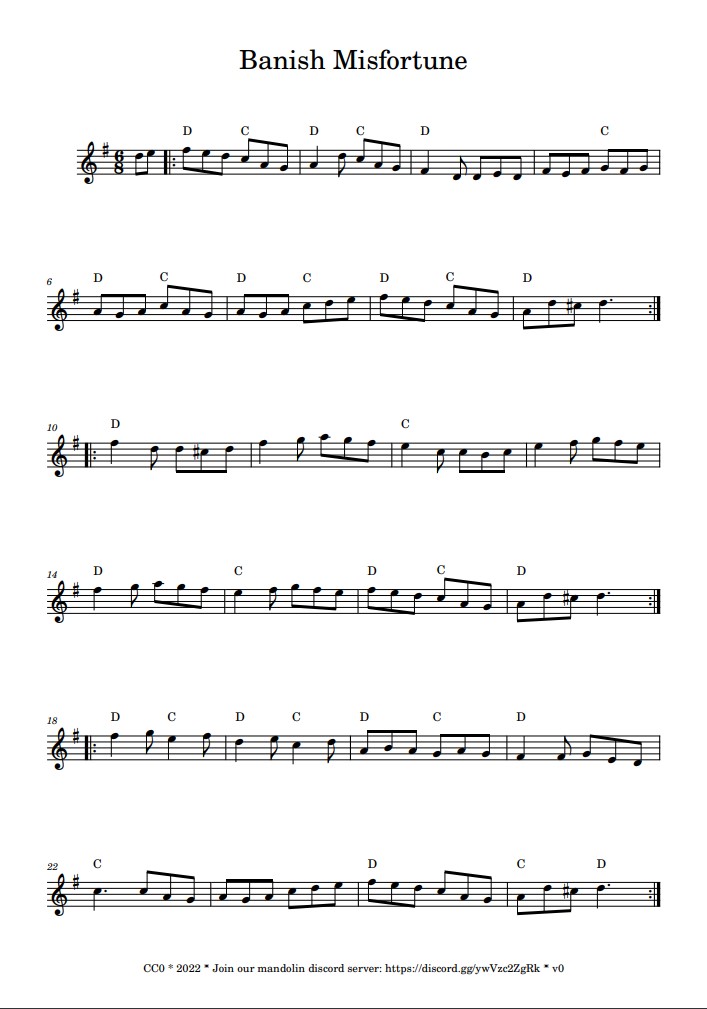 Banish Misfortune
D C D C D C
6 8
6
D C D C D C D
10
D C
14
D C D C D
18
D C D C D C D
22
C D C D
CC0 * 2022 * Join our mandolin discord server: https://discord.gg/ywVzc2ZgRk * v0